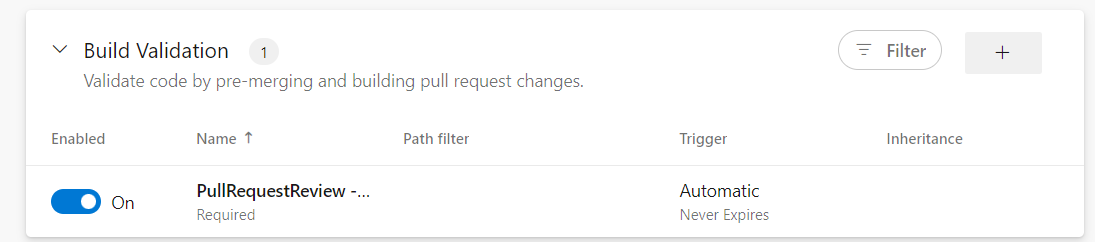 Build Validation 1
Filter
+
Validate code by pre-merging and building pull request changes.
Enabled Name ↑ Path filter Trigger Inheritance
On PullRequestReview -... Automatic
Required Never Expires